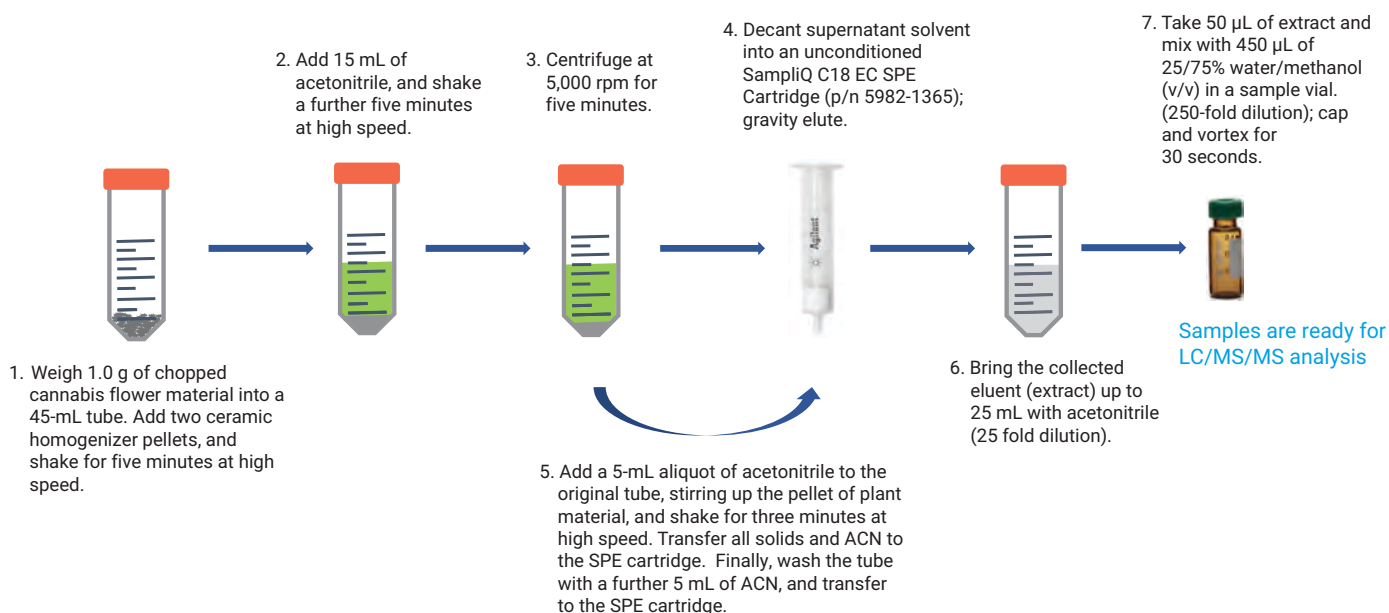 1. Weigh 1.0 g of chopped
cannabis flower material into a
45-mL tube. Add two ceramic
homogenizer pellets, and
shake for five minutes at high
speed.
2. Add 15 mL of
acetonitrile, and shake
a further five minutes
at high speed.
3. Centrifuge at
5,000 rpm for
five minutes.
4. Decant supernatant solvent
into an unconditioned
SampliQ C18 EC SPE
Cartridge (p/n 5982-1365);
gravity elute.
Agilent
5. Add a 5-mL aliquot of acetonitrile to the
original tube, stirring up the pellet of plant
material, and shake for three minutes at
high speed. Transfer all solids and ACN to
the SPE cartridge.  Finally, wash the tube
with a further 5 mL of ACN, and transfer
to the SPE cartridge.
6. Bring the collected
eluent (extract) up to
25 mL with acetonitrile
(25 fold dilution).
7. Take 50 µL of extract and
mix with 450 µL of
25/75% water/methanol
(v/v) in a sample vial.
(250-fold dilution); cap
and vortex for
30 seconds.
Samples are ready for
LC/MS/MS analysis